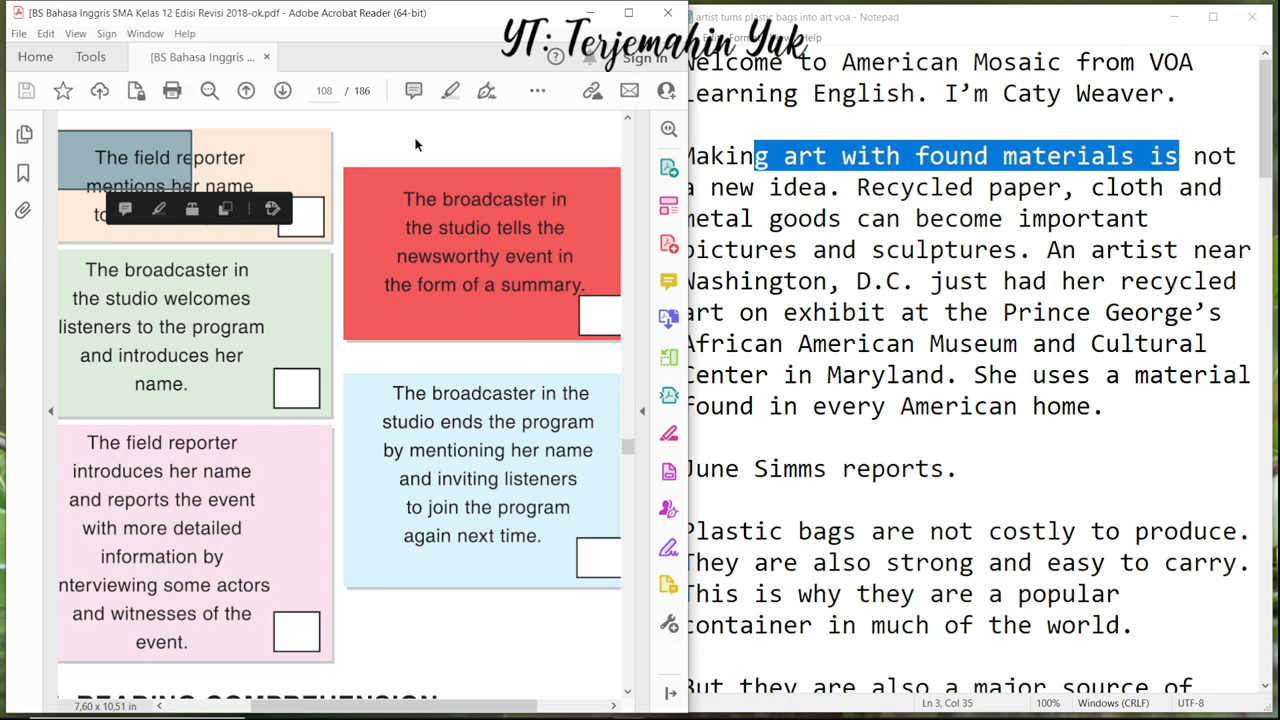 [BS Bahasa Inggris SMA Kelas 12 Edisi Revisi 2018-ok.pdf - Adobe Acrobat Reader (64-bit)
File Edit View Sign Window Help
Home Tools [BS Bahasa Inggris ... × Sign In
108 / 186
YT: Terjemahin Yuk
The field reporter
mentions her name
to
The broadcaster in
the studio welcomes
listeners to the program
and introduces her
name.
The field reporter
introduces her name
and reports the event
with more detailed
information by
nterviewing some actors
and witnesses of the
event.
The broadcaster in
the studio tells the
newsworthy event in
the form of a summary.
The broadcaster in the
studio ends the program
by mentioning her name
and inviting listeners
to join the program
again next time.
READING COMPREHENSION
7,60 x 10,51 in
artist turns plastic bags into art voa - Notepad
Help
Welcome to American Mosaic from VOA
Learning English. I’m Caty Weaver.
Making art with found materials is not
a new idea. Recycled paper, cloth and
metal goods can become important
pictures and sculptures. An artist near
Washington, D.C. just had her recycled
art on exhibit at the Prince George’s
African American Museum and Cultural
Center in Maryland. She uses a material
found in every American home.
June Simms reports.
Plastic bags are not costly to produce.
They are also strong and easy to carry.
This is why they are a popular
container in much of the world.
But they are also a major source of
Ln 3, Col 35 100% Windows (CRLF) UTF-8